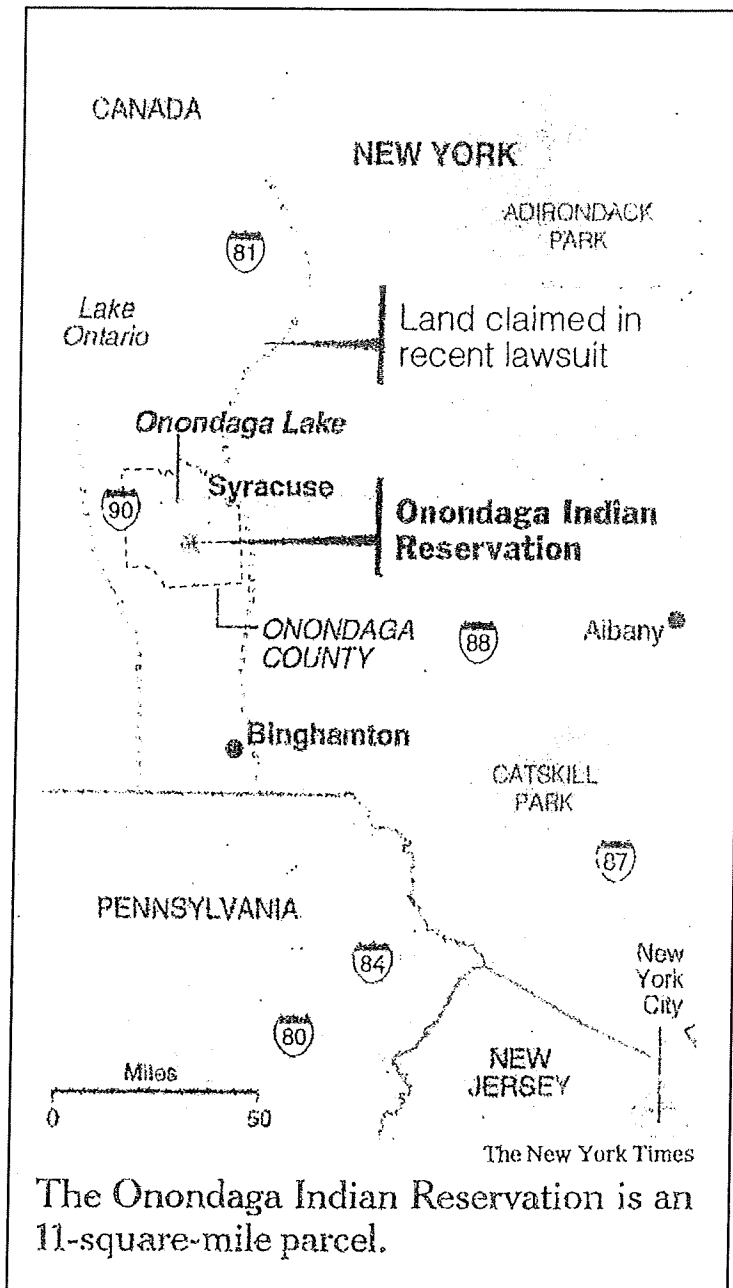 CANADA
NEW YORK
ADIRONDACK
PARK
81
Lake
Ontario
Land claimed in
recent lawsuit
Onondaga Lake
Syracuse
90
Onondaga Indian
Reservation
ONONDAGA
COUNTY
88
Albany
Binghamton
CATSKILL
PARK
87
PENNSYLVANIA
84
New
York
City
80
NEW
JERSEY
Miles
0 50
The New York Times
The Onondaga Indian Reservation is an
11-square-mile parcel.